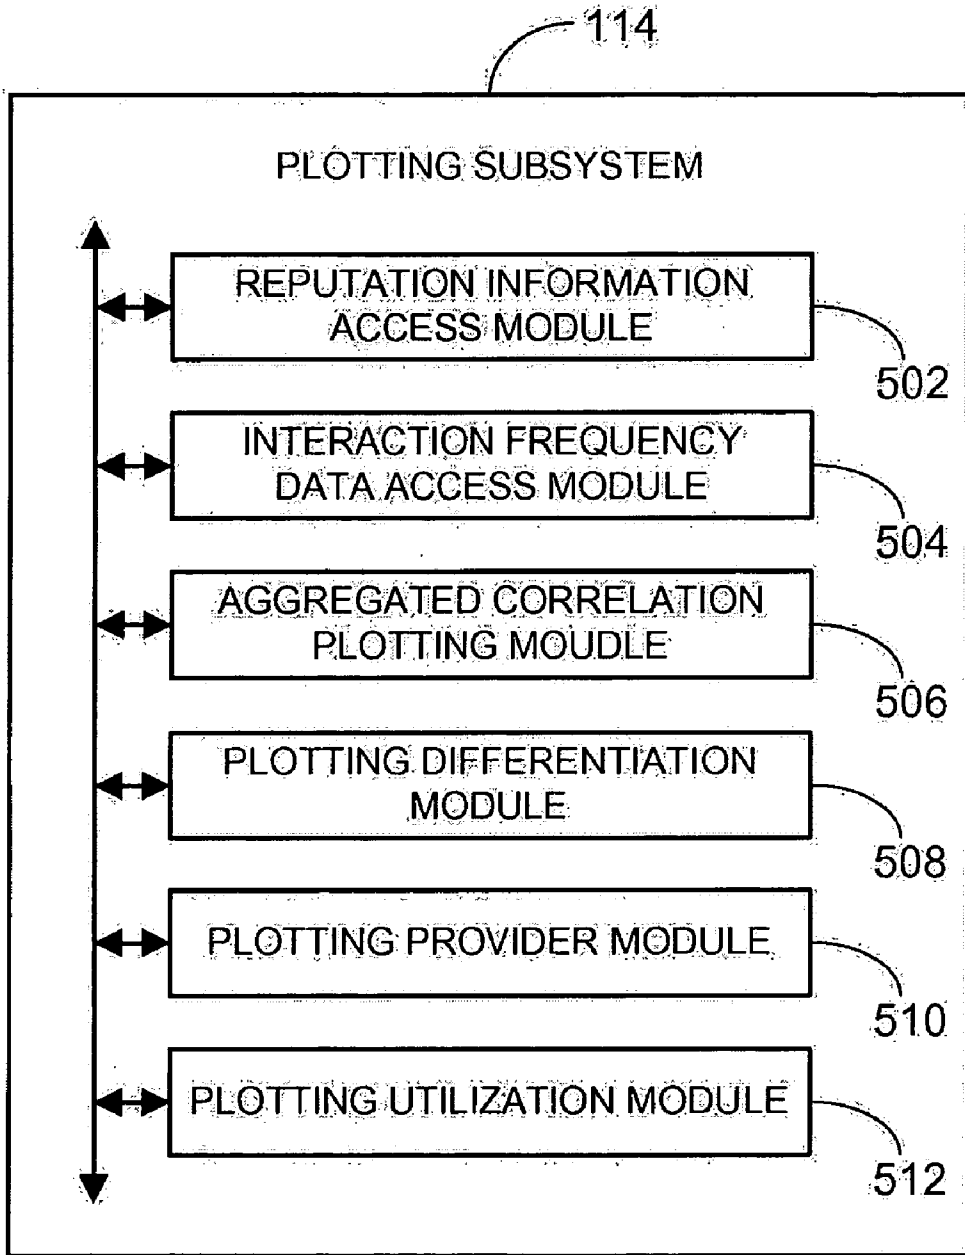 114
PLOTTING SUBSYSTEM
REPUTATION INFORMATION
ACCESS MODULE
502
INTERACTION FREQUENCY
DATA ACCESS MODULE
504
AGGREGATED CORRELATION
PLOTTING MOUDLE
506
PLOTTING DIFFERENTIATION
MODULE
508
PLOTTING PROVIDER MODULE
510
PLOTTING UTILIZATION MODULE
512